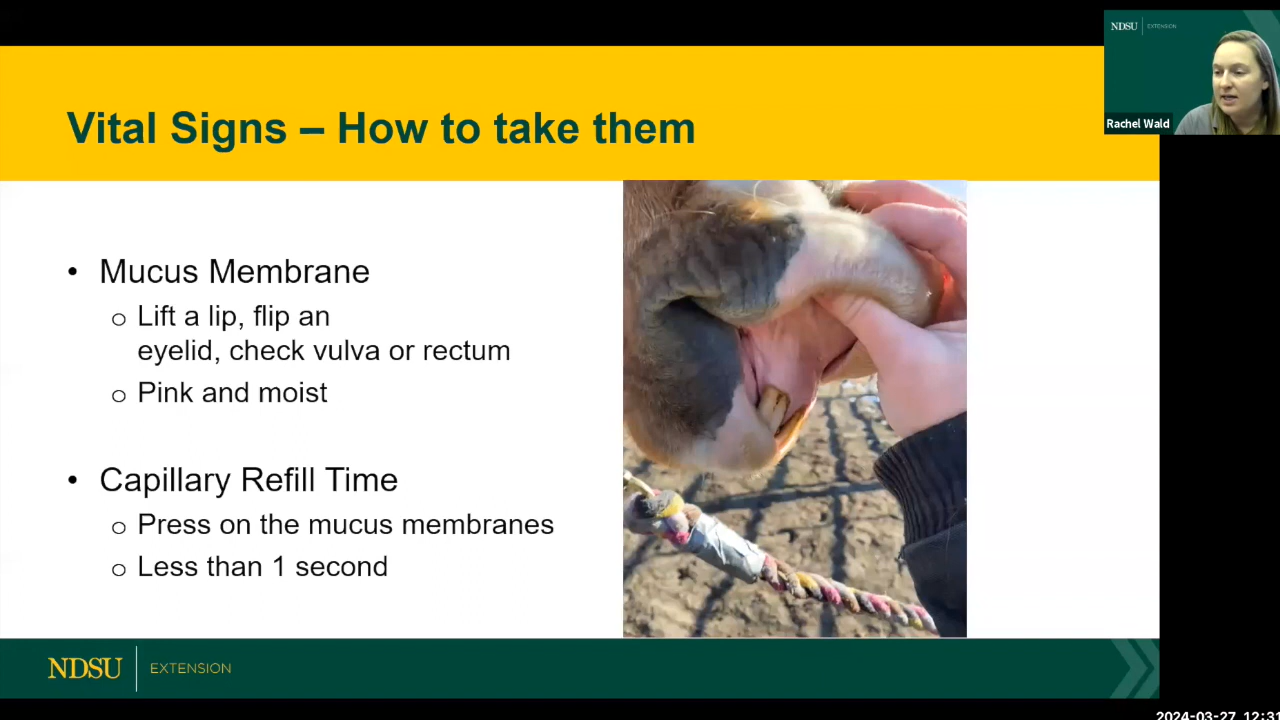 NDSU EXTENSION
Rachel Wald
Vital Signs – How to take them
• Mucus Membrane
o Lift a lip, flip an
eyelid, check vulva or rectum
o Pink and moist
• Capillary Refill Time
o Press on the mucus membranes
o Less than 1 second
NDSU EXTENSION
2024-03-27 12:31